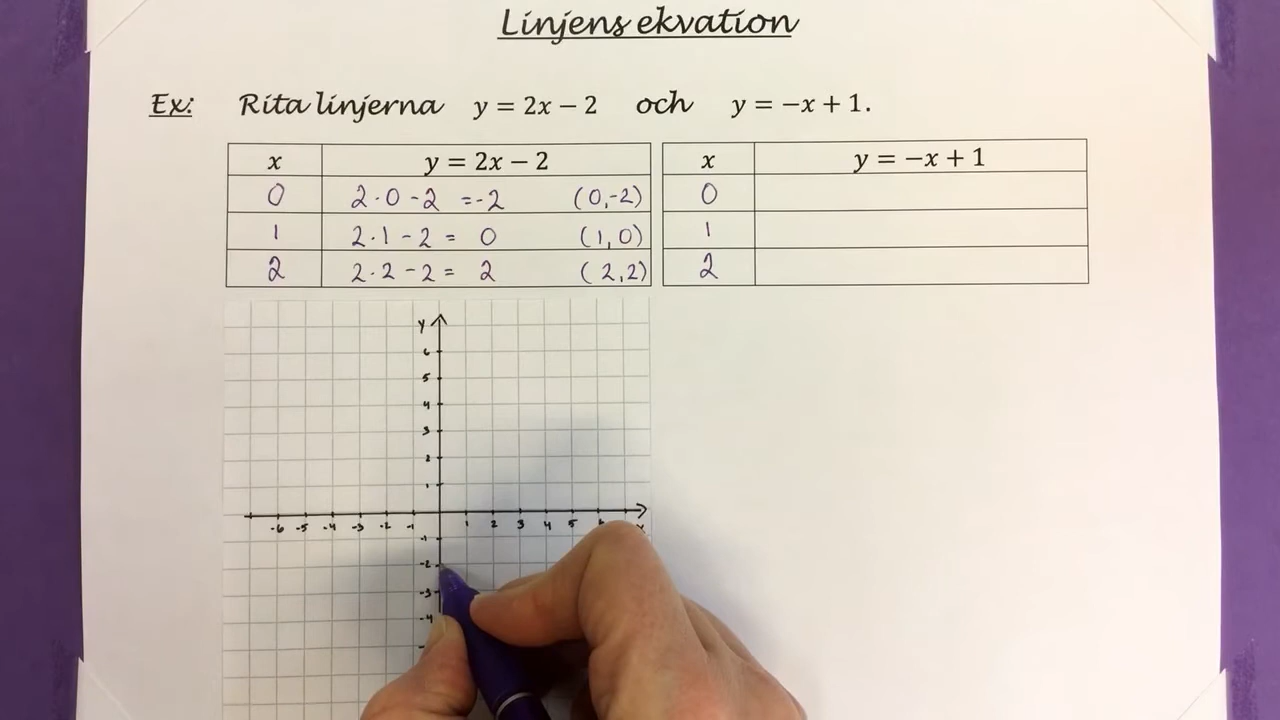 Linjens ekvation
Ex: Rita linjerna y = 2x − 2 och y = −x + 1.
x y = 2x − 2 x y = −x + 1
0 2·0 -2 =-2 (0,-2) 0
1 2·1 -2 = 0 (1,0) 1
2 2·2 -2 = 2 (2,2) 2
y
6
5
4
3
2
1
-6 -5 -4 -3 -2 -1 1 2 3 4 5
-1
-2
-3
-4